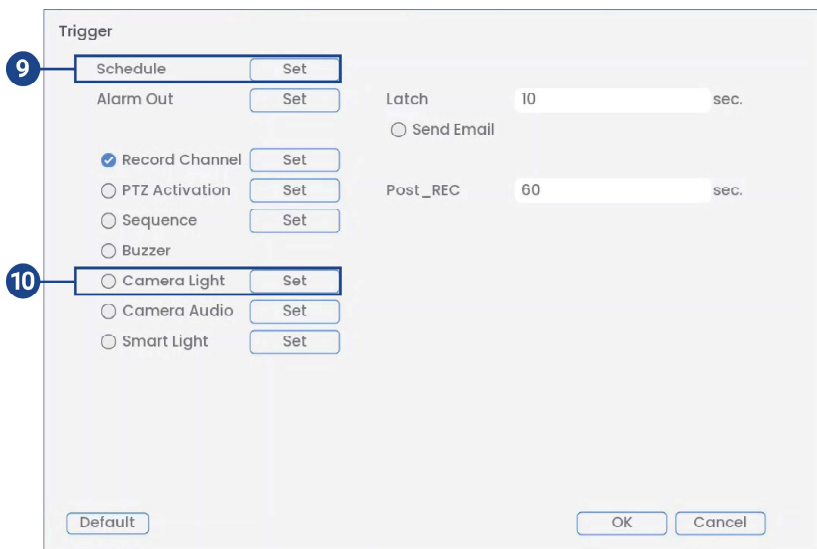 Trigger
9 Schedule Set
Alarm Out Set Latch 10 sec.
Send Email
Record Channel Set
PTZ Activation Set Post_REC 60 sec.
Sequence Set
Buzzer
10 Camera Light Set
Camera Audio Set
Smart Light Set
Default OK Cancel